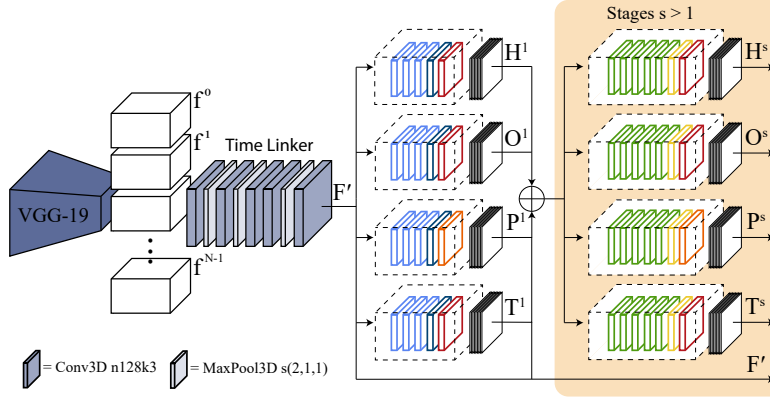 Stages s > 1
VGG-19
f⁰
f¹
f^N-1
Time Linker
F'
H¹
O¹
P¹
T¹
Hˢ
Oˢ
Pˢ
Tˢ
F'
= Conv3D n128k3
= MaxPool3D s(2,1,1)